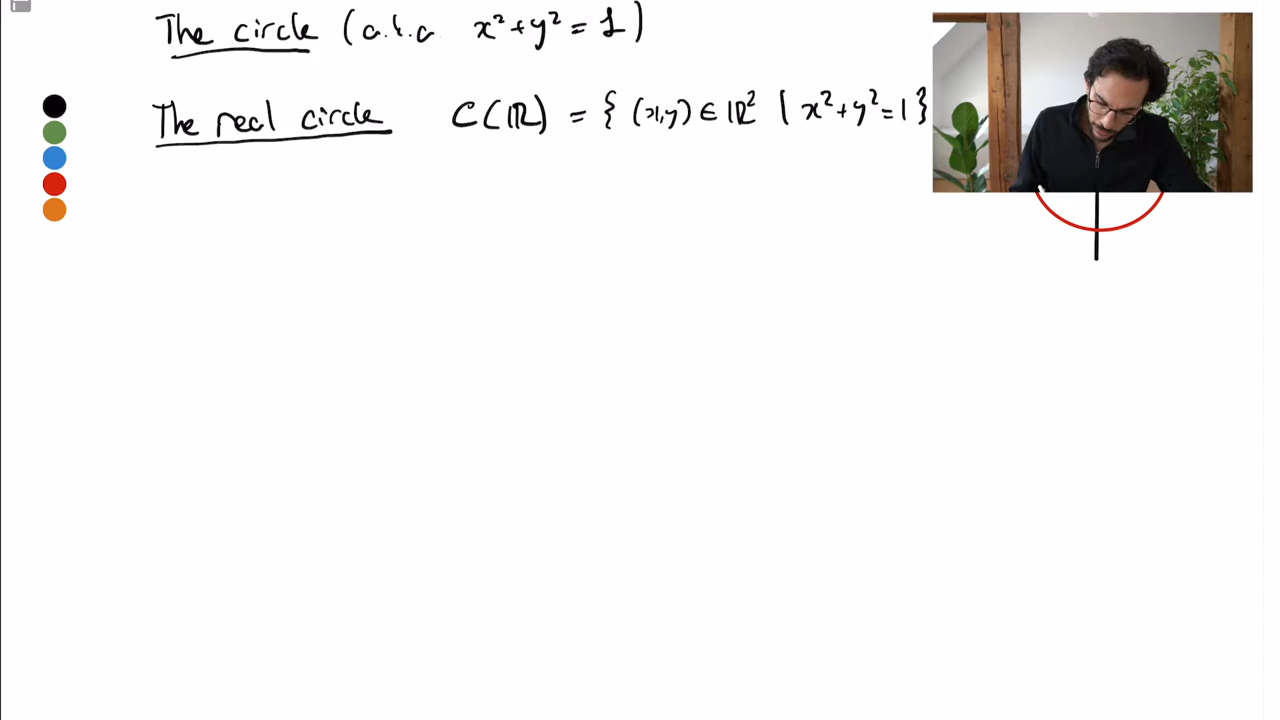 The circle (a.k.a x²+y² = 1)
The real circle C(ℝ) = { (x,y) ∈ ℝ² | x²+y²=1 }